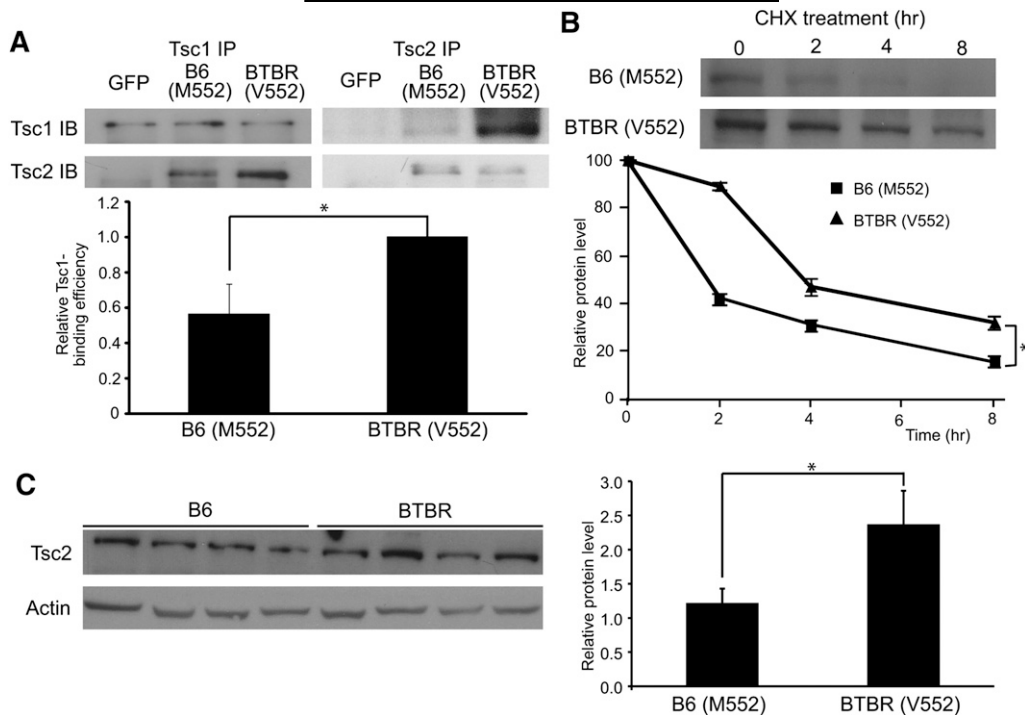 A
Tsc1 IP
Tsc2 IP
GFP
B6
(M552)
BTBR
(V552)
GFP
B6
(M552)
BTBR
(V552)
Tsc1 IB
Tsc2 IB
Relative Tsc1-
binding efficiency
1.2
1.0
0.8
0.6
0.4
0.2
0
*
B6 (M552)
BTBR (V552)
B
CHX treatment (hr)
0 2 4 8
B6 (M552)
BTBR (V552)
Relative protein level
100
80
60
40
20
0
B6 (M552)
BTBR (V552)
*
0 2 4 6 8
Time (hr)
C
B6
BTBR
Tsc2
Actin
Relative protein level
3.0
2.5
2.0
1.5
1.0
0.5
0.0
*
B6 (M552)
BTBR (V552)